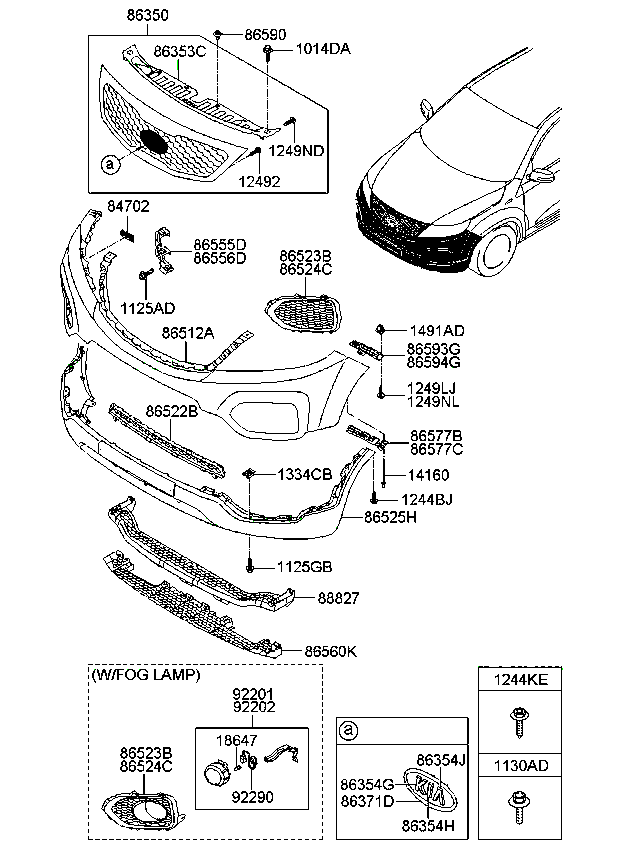 86350
86590
86353C
1014DA
a
1249ND
12492
84702
86555D
86556D
86523B
86524C
1125AD
86512A
1491AD
86593G
86594G
1249LJ
1249NL
86522B
86577B
86577C
1334CB
14160
1244BJ
86525H
1125GB
88827
86560K
(W/FOG LAMP)
92201
92202
86523B
86524C
18647
92290
a
86354J
86354G
KIA
86371D
86354H
1244KE
1130AD